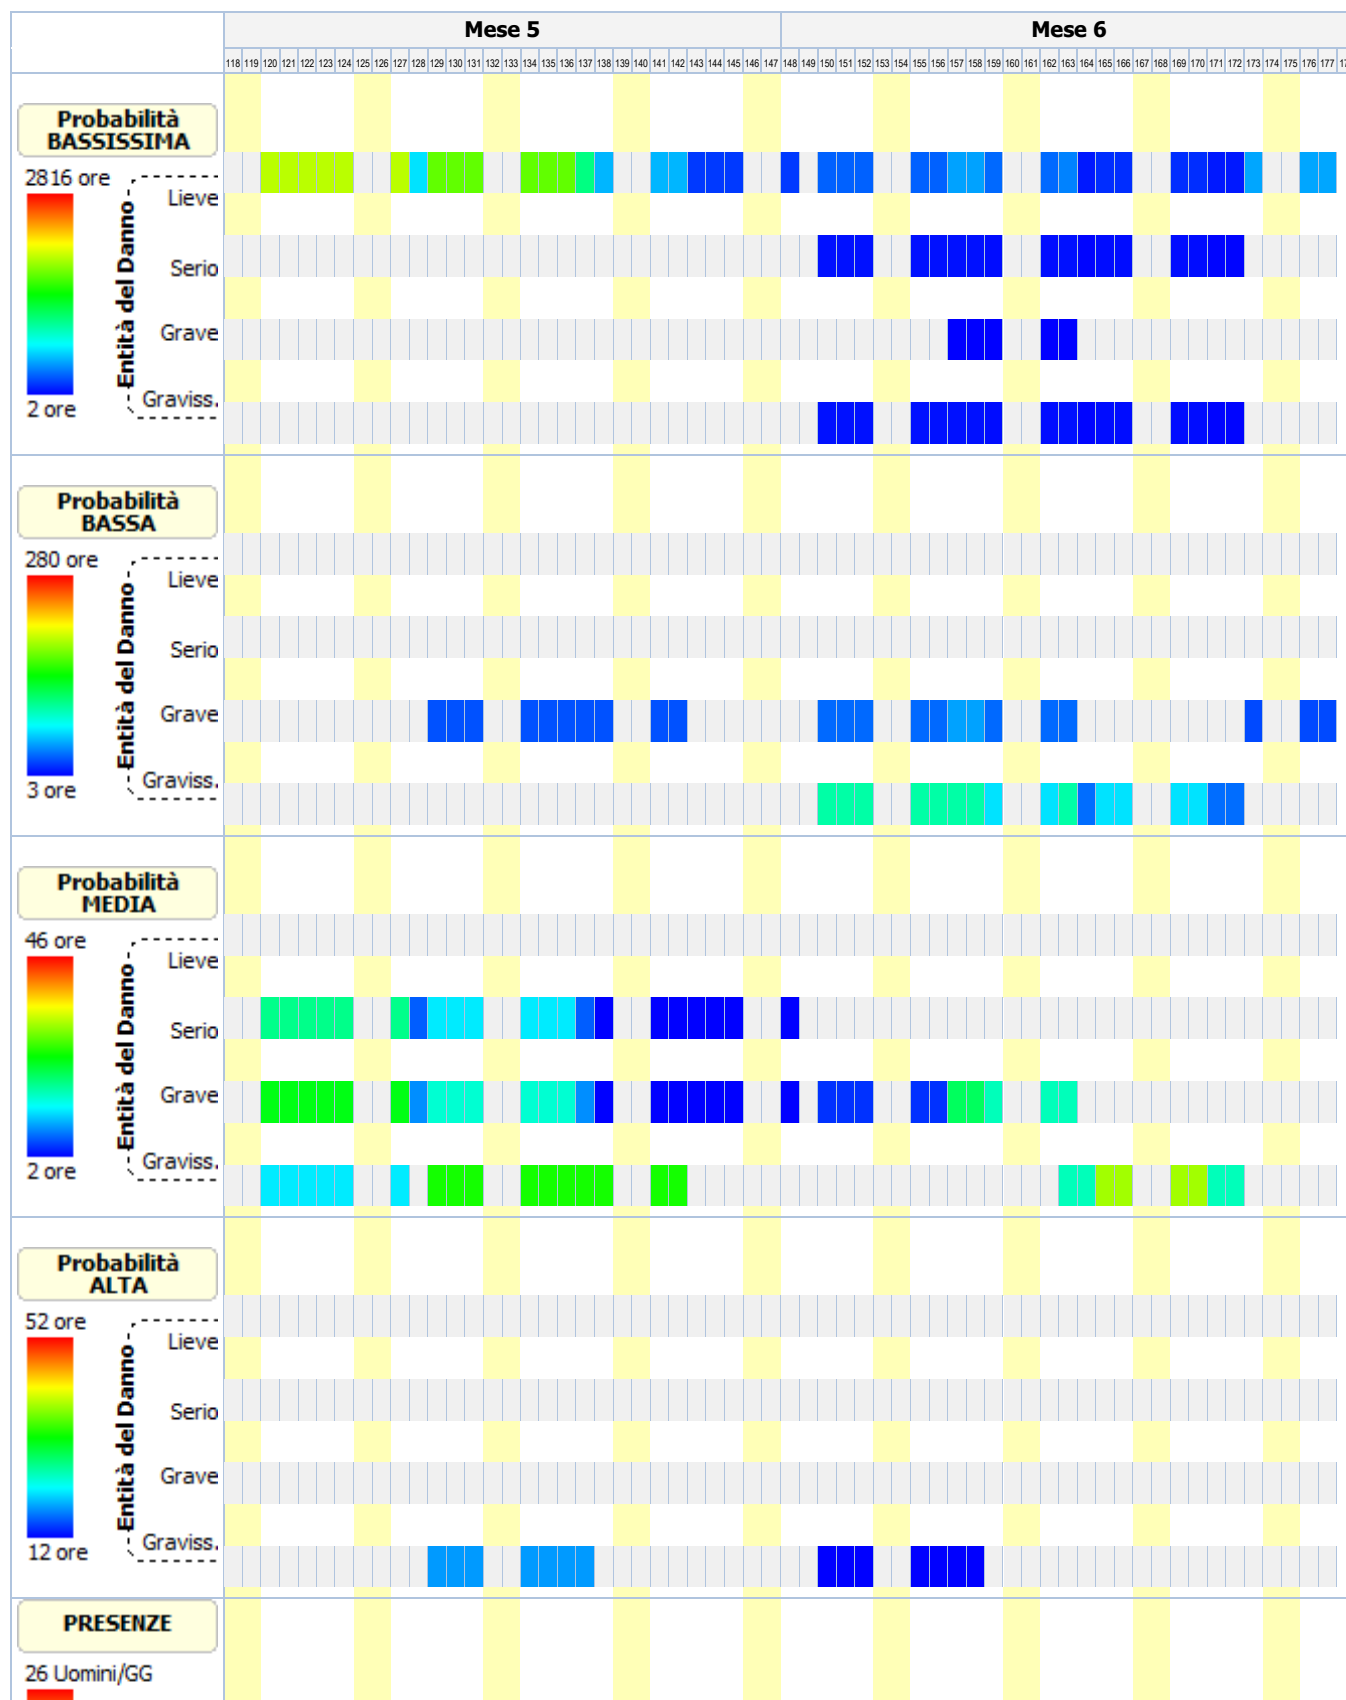 Mese 5 Mese 6
118 119 120 121 122 123 124 125 126 127 128 129 130 131 132 133 134 135 136 137 138 139 140 141 142 143 144 145 146 147 148 149 150 151 152 153 154 155 156 157 158 159 160 161 162 163 164 165 166 167 168 169 170 171 172 173 174 175 176 177
Probabilità
BASSISSIMA
2816 ore
Entità del Danno
Lieve
Serio
Grave
Graviss.
2 ore
Probabilità
BASSA
280 ore
Entità del Danno
Lieve
Serio
Grave
Graviss.
3 ore
Probabilità
MEDIA
46 ore
Entità del Danno
Lieve
Serio
Grave
Graviss.
2 ore
Probabilità
ALTA
52 ore
Entità del Danno
Lieve
Serio
Grave
Graviss.
12 ore
PRESENZE
26 Uomini/GG